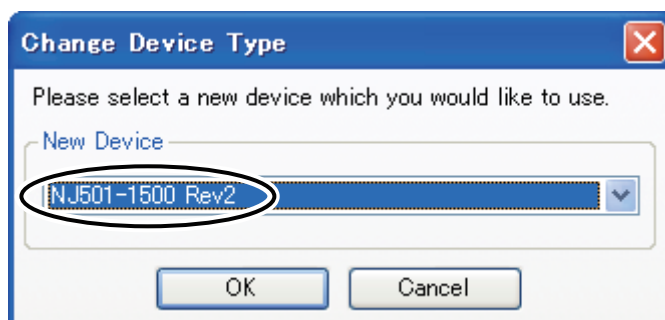 Change Device Type
Please select a new device which you would like to use.
New Device
NJ501-1500 Rev2
OK
Cancel